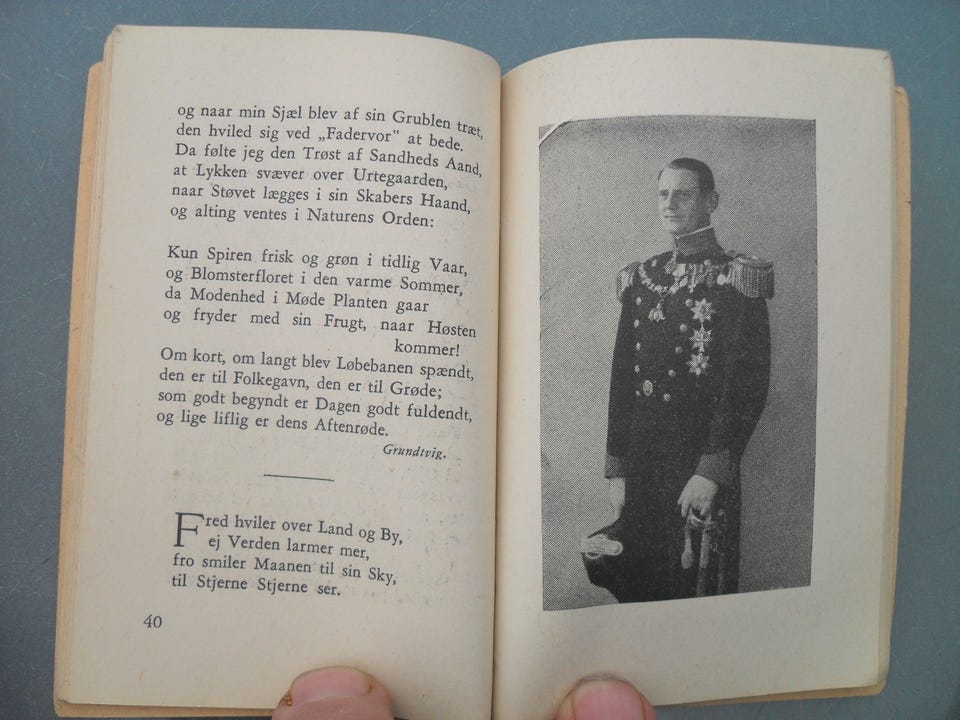 og naar min Sjæl blev af sin Grublen træt,
den hviled sig ved „Fadervor“ at bede.
Da følte jeg den Trøst af Sandheds Aand,
at Lykken svæver over Urtegaarden,
naar Støvet lægges i sin Skabers Haand,
og alting ventes i Naturens Orden:
Kun Spiren frisk og grøn i tidlig Vaar,
og Blomsterfloret i den varme Sommer,
da Modenhed i Møde Planten gaar
og fryder med sin Frugt, naar Høsten
kommer!
Om kort, om langt blev Løbebanen spændt,
den er til Folkegavn, den er til Grøde;
som godt begyndt er Dagen godt fuldendt,
og lige liflig er dens Aftenrøde.
Grundtvig.
Fred hviler over Land og By,
ej Verden larmer mer,
fro smiler Maanen til sin Sky,
til Stjerne Stjerne ser.
40